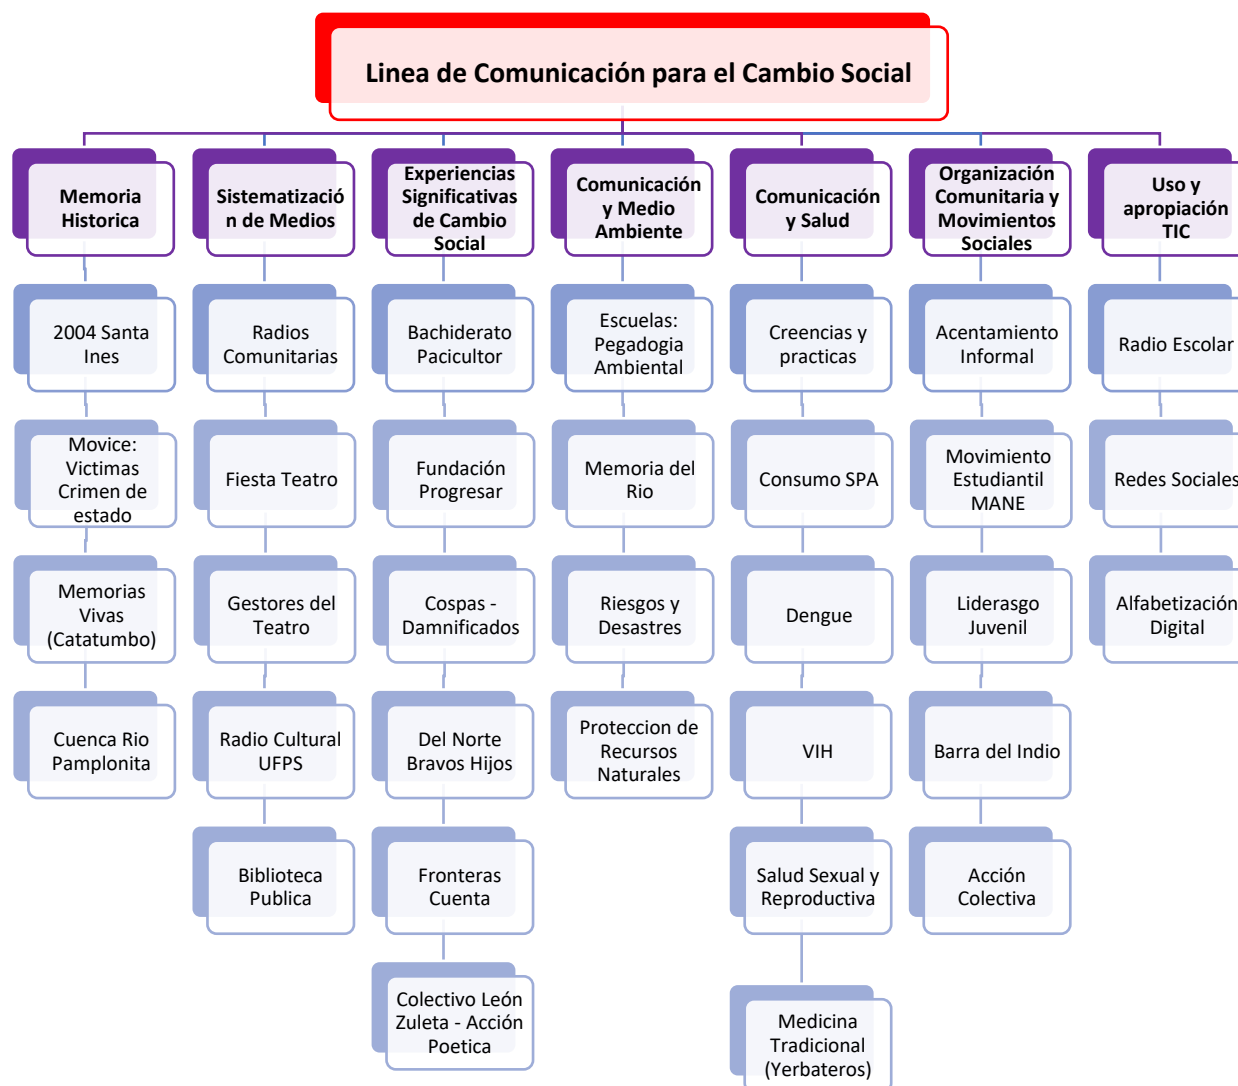 Linea de Comunicación para el Cambio Social
Memoria
Historica
2004 Santa
Ines
Movice:
Victimas
Crimen de
estado
Memorias
Vivas
(Catatumbo)
Cuenca Rio
Pamplonita
Sistematizació
n de Medios
Radios
Comunitarias
Fiesta Teatro
Gestores del
Teatro
Radio Cultural
UFPS
Biblioteca
Publica
Experiencias
Significativas
de Cambio
Social
Bachiderato
Pacicultor
Fundación
Progresar
Cospas -
Damnificados
Del Norte
Bravos Hijos
Fronteras
Cuenta
Colectivo León
Zuleta - Acción
Poetica
Comunicación
y Medio
Ambiente
Escuelas:
Pegadogia
Ambiental
Memoria del
Rio
Riesgos y
Desastres
Proteccion de
Recursos
Naturales
Comunicación
y Salud
Creencias y
practicas
Consumo SPA
Dengue
VIH
Salud Sexual y
Reproductiva
Medicina
Tradicional
(Yerbateros)
Organización
Comunitaria y
Movimientos
Sociales
Acentamiento
Informal
Movimiento
Estudiantil
MANE
Liderasgo
Juvenil
Barra del Indio
Acción
Colectiva
Uso y
apropiación
TIC
Radio Escolar
Redes Sociales
Alfabetización
Digital